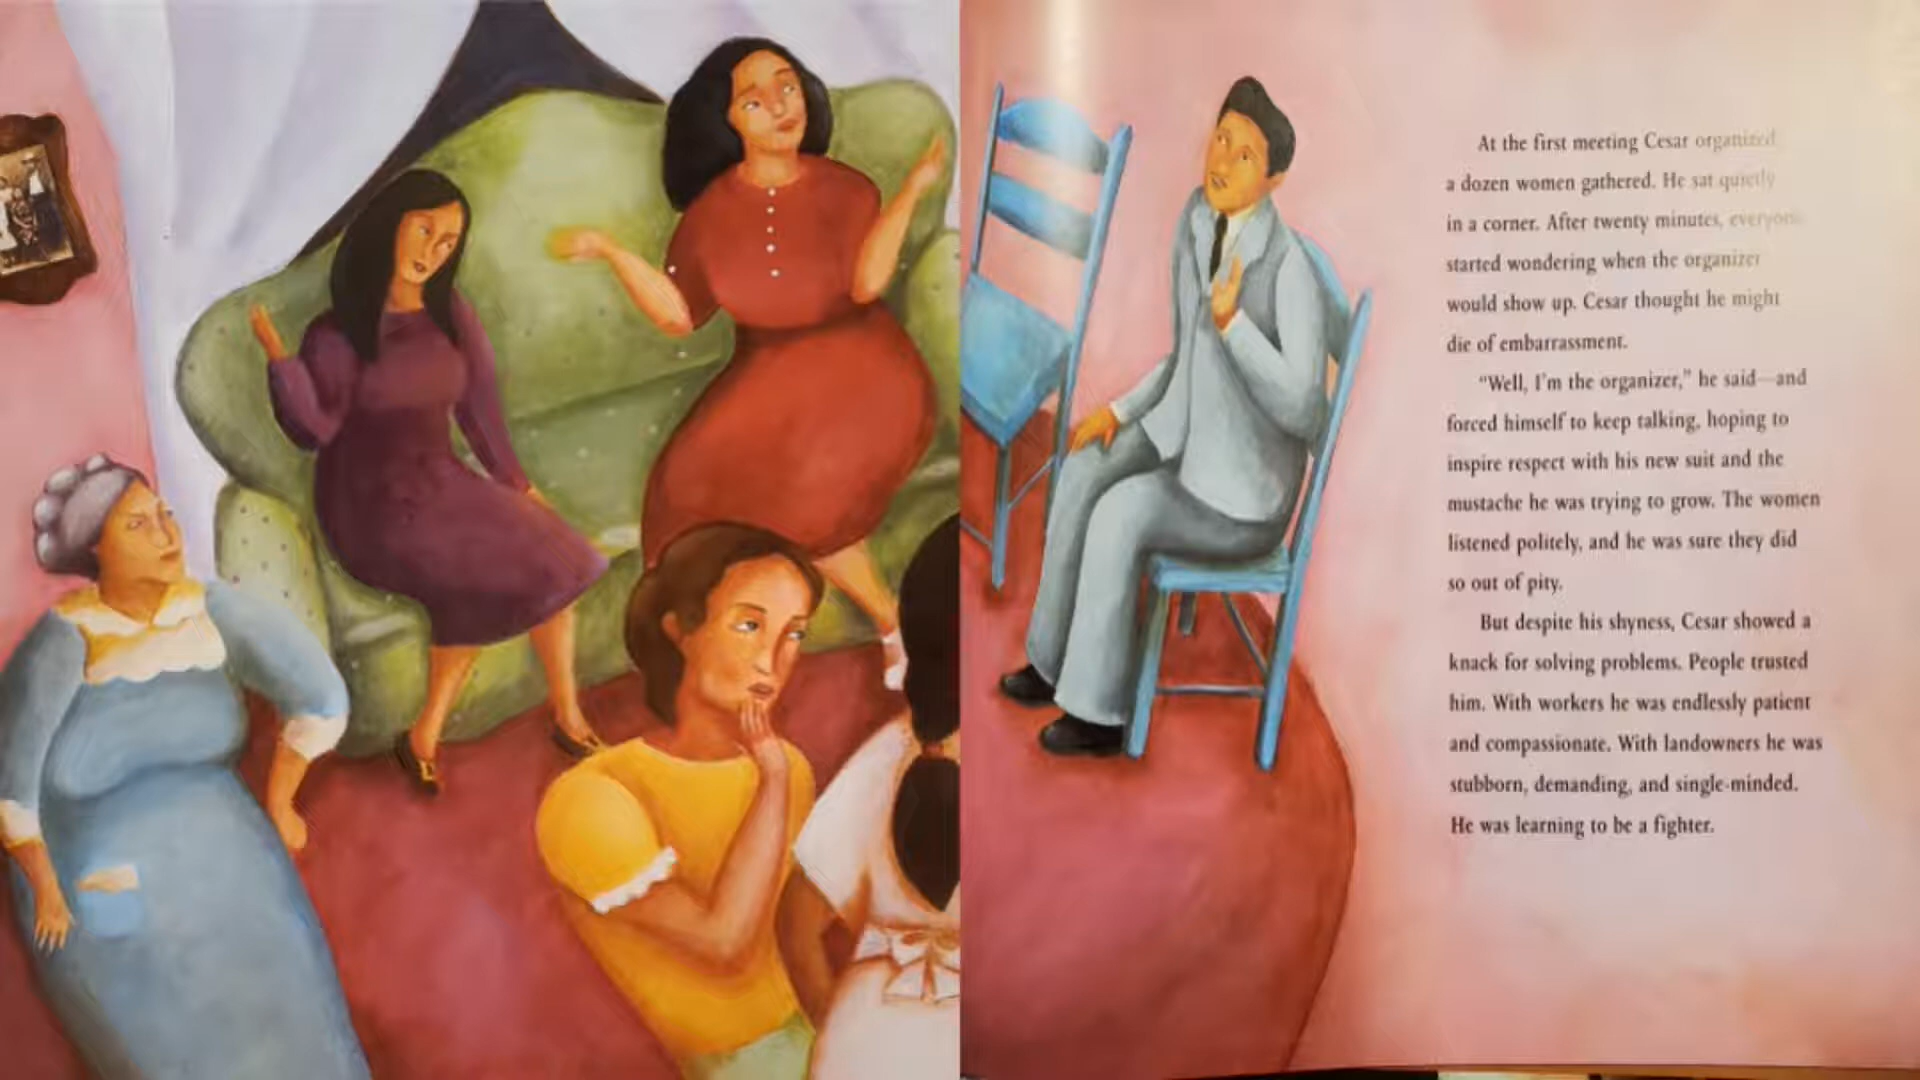 At the first meeting Cesar organized
a dozen women gathered. He sat quietly
in a corner. After twenty minutes, everyone
started wondering when the organizer
would show up. Cesar thought he might
die of embarrassment.
“Well, I’m the organizer,” he said—and
forced himself to keep talking, hoping to
inspire respect with his new suit and the
mustache he was trying to grow. The women
listened politely, and he was sure they did
so out of pity.
But despite his shyness, Cesar showed a
knack for solving problems. People trusted
him. With workers he was endlessly patient
and compassionate. With landowners he was
stubborn, demanding, and single-minded.
He was learning to be a fighter.